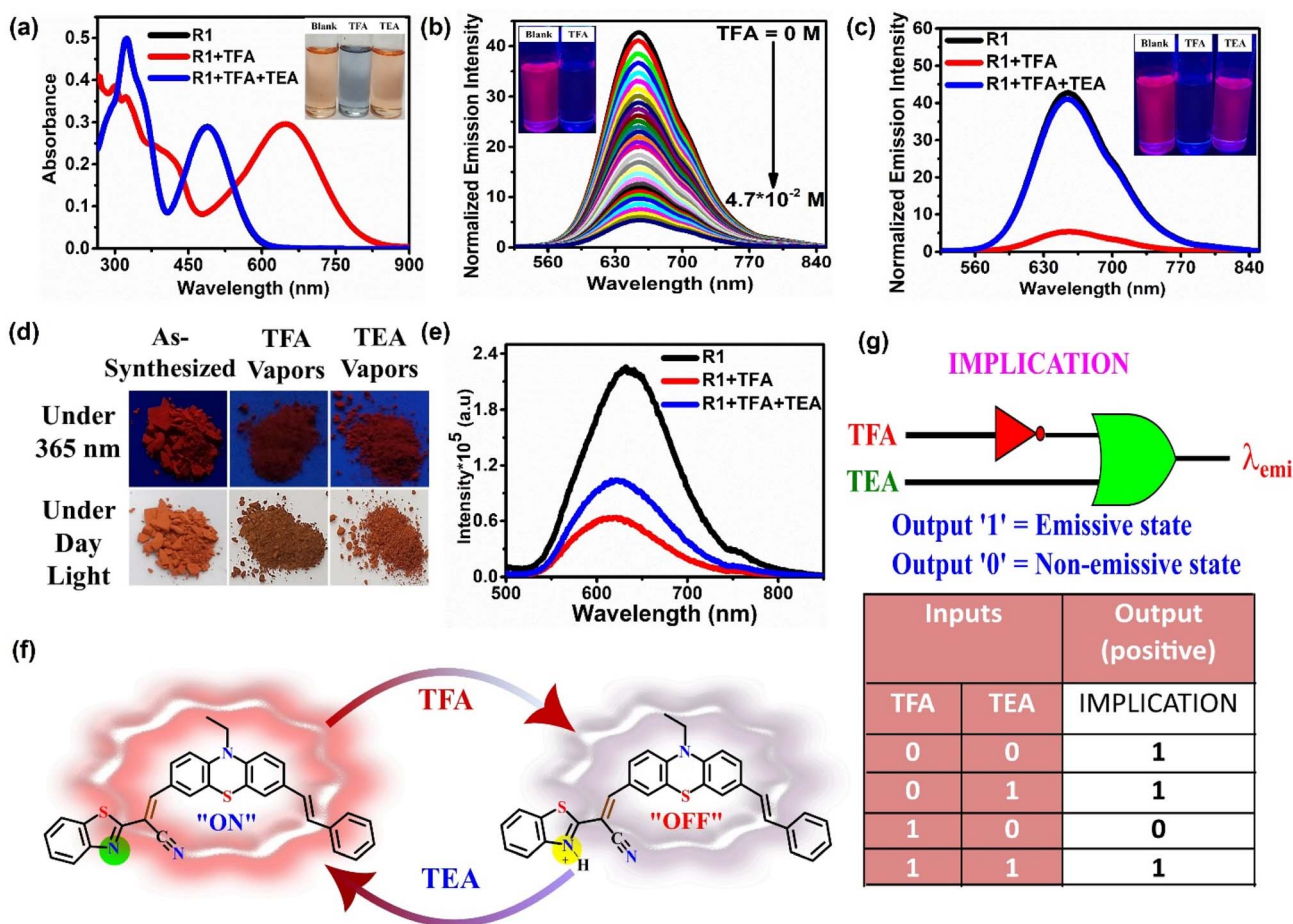 (a)
R1
R1+TFA
R1+TFA+TEA
Blank TFA TEA
Absorbance
0.5
0.4
0.3
0.2
0.1
0.0
300 450 600 750 900
Wavelength (nm)
(b)
Blank TFA
TFA = 0 M
4.7*10⁻² M
Normalized Emission Intensity
40
30
20
10
0
560 630 700 770 840
Wavelength (nm)
(c)
R1
R1+TFA
R1+TFA+TEA
Blank TFA TEA
Normalized Emission Intensity
60
50
40
30
20
10
0
560 630 700 770 840
Wavelength (nm)
(d)
As-
Synthesized
TFA
Vapors
TEA
Vapors
Under
365 nm
Under
Day
Light
(e)
R1
R1+TFA
R1+TFA+TEA
Intensity*10⁵ (a.u)
2.4
1.8
1.2
0.6
0.0
500 600 700 800
Wavelength (nm)
(f)
TFA
TEA
N
S
S
N
C
N
"ON"
N
S
S
N
+
H
C
N
"OFF"
(g)
IMPLICATION
TFA
TEA
λemi
Output '1' = Emissive state
Output '0' = Non-emissive state
Inputs Output
(positive)
TFA TEA IMPLICATION
0 0 1
0 1 1
1 0 0
1 1 1